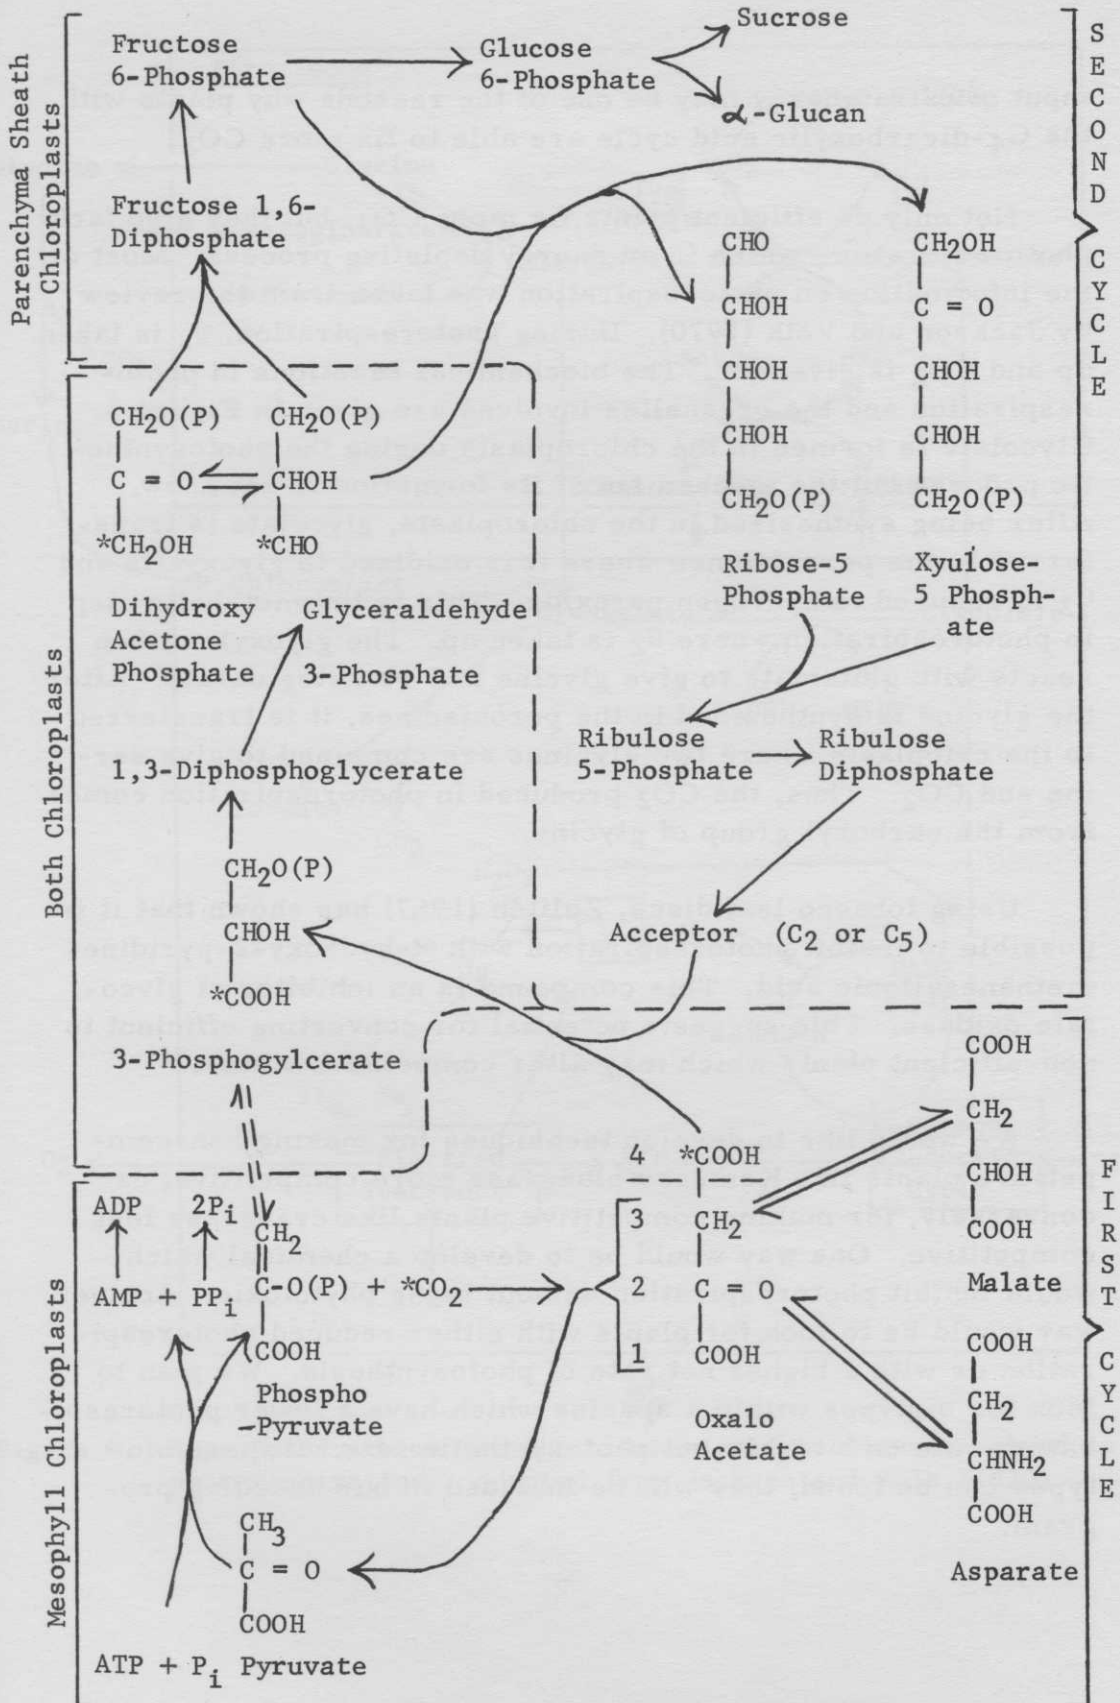 Sucrose
Fructose
6-Phosphate
Glucose
6-Phosphate
α-Glucan
Parenchyma Sheath
Chloroplasts
SECOND CYCLE
Fructose 1,6-
Diphosphate
CHO
CHOH
CHOH
CHOH
CH2O(P)
Ribose-5
Phosphate
CH2OH
C = O
CHOH
CHOH
CH2O(P)
Xyulose-
5 Phosph-
ate
Both Chloroplasts
CH2O(P)
C = O
*CH2OH
Dihydroxy
Acetone
Phosphate
CH2O(P)
CHOH
*CHO
Glyceraldehyde
3-Phosphate
Ribulose
5-Phosphate
Ribulose
Diphosphate
1,3-Diphosphoglycerate
CH2O(P)
CHOH
*COOH
3-Phosphogylcerate
Acceptor (C2 or C5)
Mesophyll Chloroplasts
FIRST CYCLE
ADP 2Pi
AMP + PPi
CH2
C-O(P) + *CO2
COOH
Phospho
-Pyruvate
4 *COOH
3 CH2
2 C = O
1 COOH
Oxalo
Acetate
COOH
CH2
CHOH
COOH
Malate
COOH
CH2
CHNH2
COOH
Asparate
CH3
C = O
COOH
ATP + Pi Pyruvate